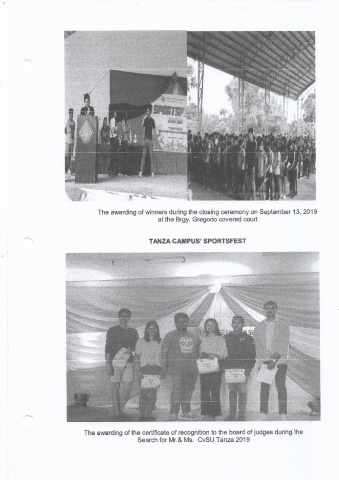 The awarding of winners during the closing ceremony on September 13, 2019
at the Brgy. Gregorio covered court
TANZA CAMPUS' SPORTSFEST
The awarding of the certificate of recognition to the board of judges during the
Search for Mr.& Ms. CvSU Tanza 2019